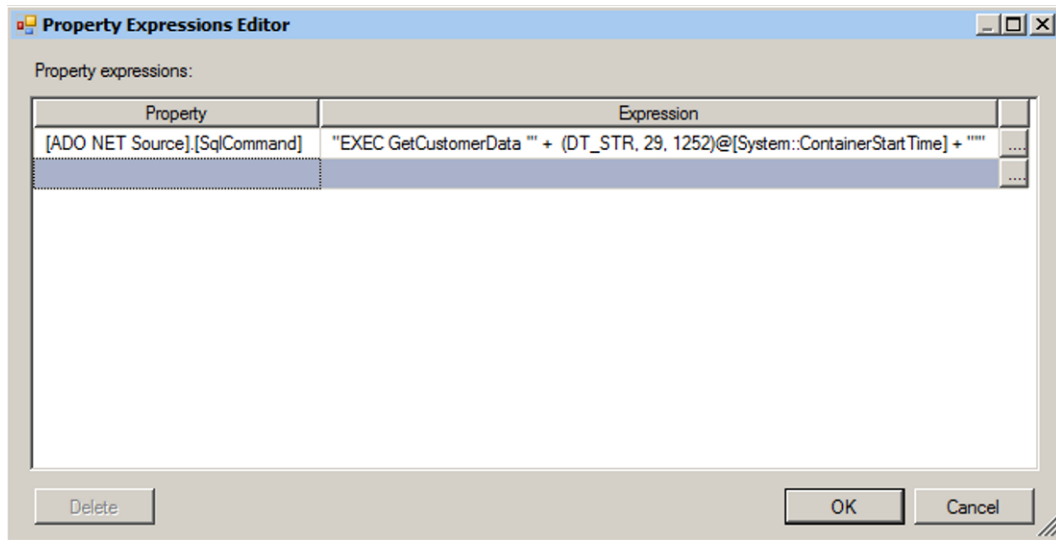 Property Expressions Editor
Property expressions:
Property Expression
[ADO NET Source].[SqlCommand] "EXEC GetCustomerData '" + (DT_STR, 29, 1252)@[System::ContainerStartTime] + "'" ...
...
Delete OK Cancel